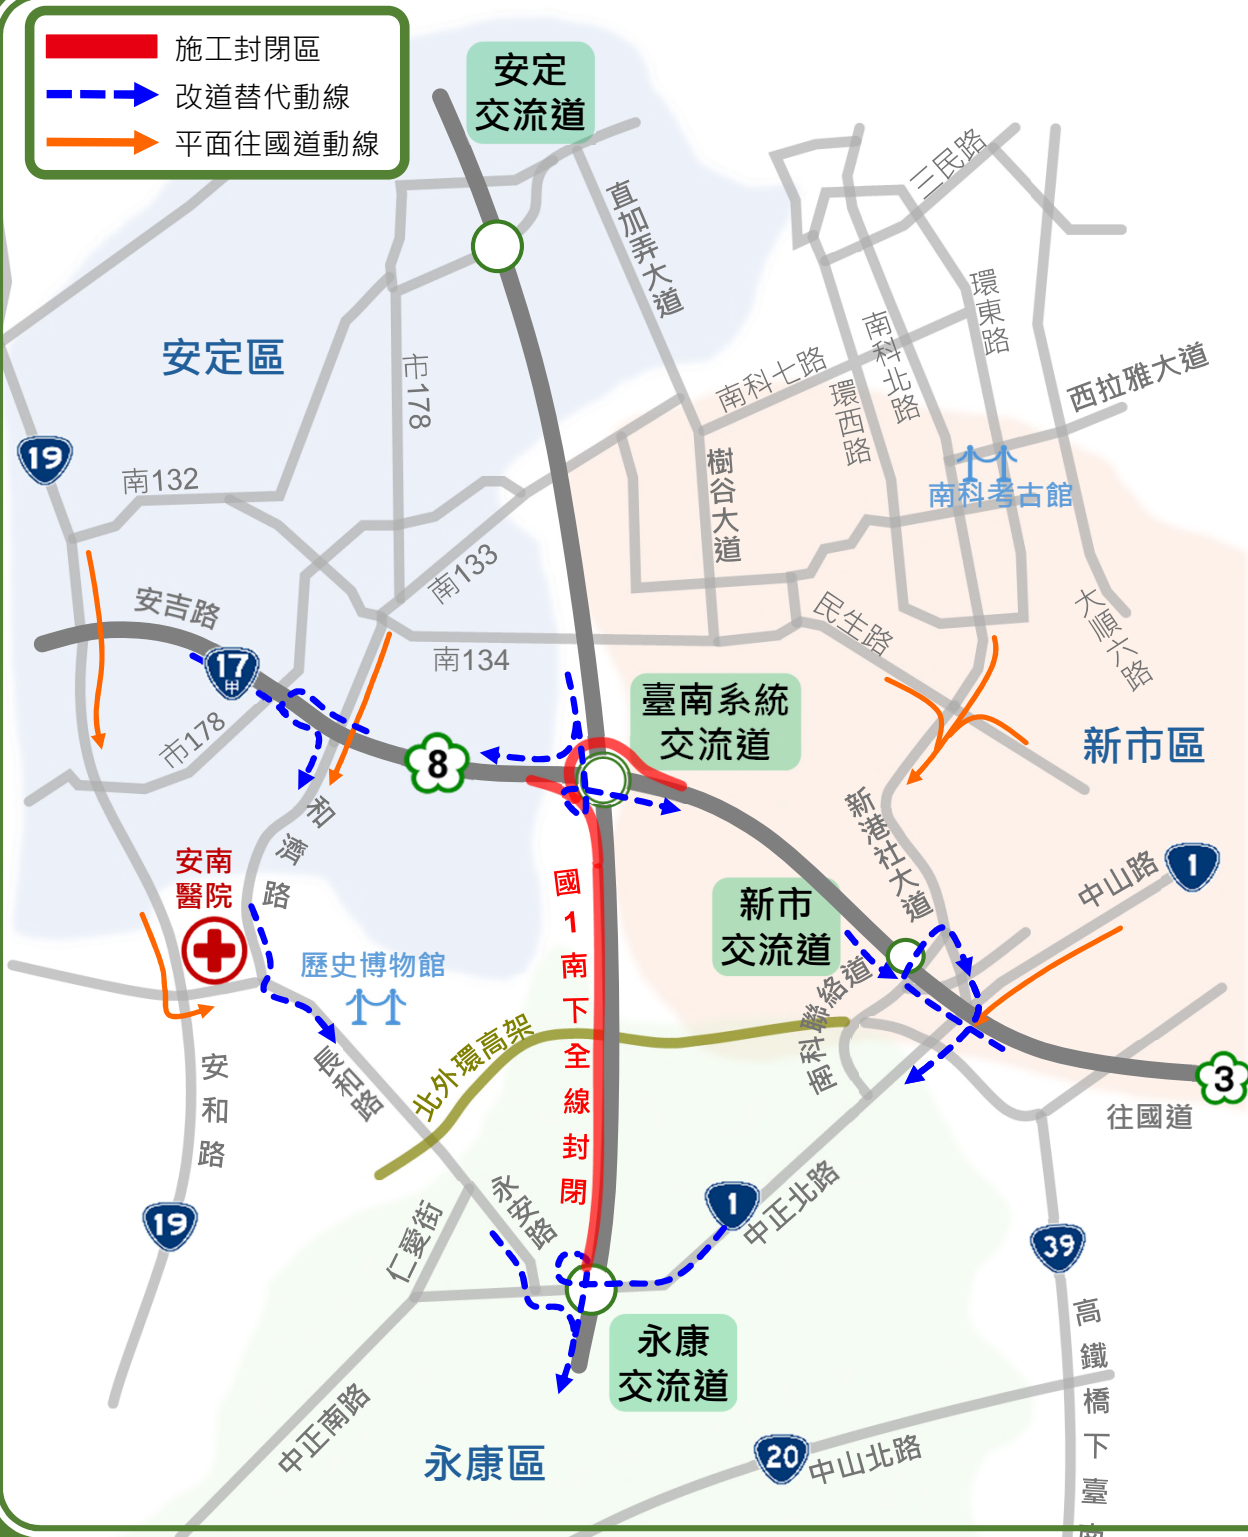 施工封閉區
改道替代動線
平面往國道動線
安定
交流道
三民路
直加弄大道
環東路
南科北路
安定區
市178
南科七路
環西路
西拉雅大道
19
南132
樹谷大道
南科考古館
南133
安吉路
民生路
大順六路
南134
17
甲
臺南系統
交流道
市178
8
新市區
和濟路
新港社大道
安南
醫院
國1南下全線封閉
中山路
1
新市
交流道
歷史博物館
南科聯絡道
北外環高架
長和路
安和路
3
往國道
永安路
中正北路
1
仁愛街
19
39
永康
交流道
高鐵橋下臺
中正南路
永康區
20
中山北路